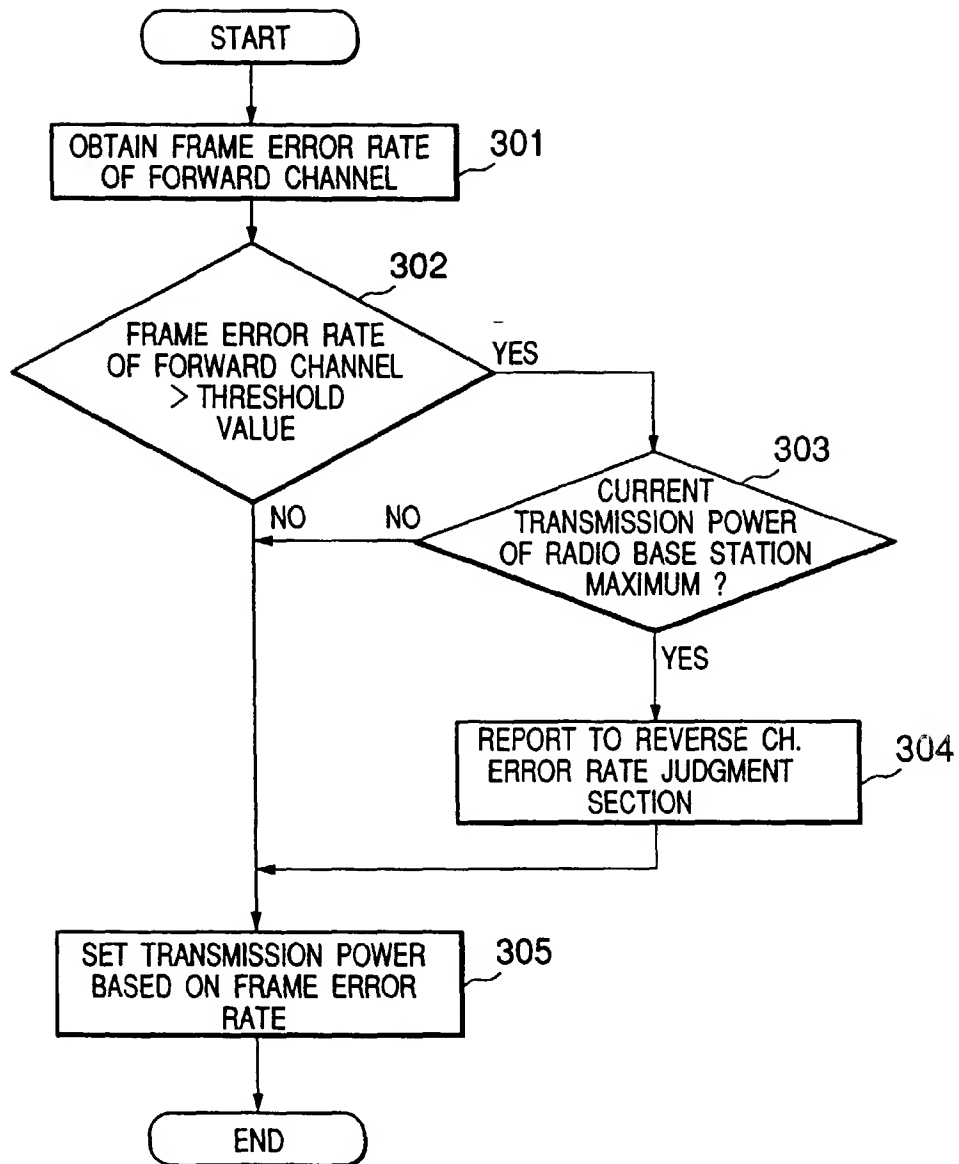 START
OBTAIN FRAME ERROR RATE
OF FORWARD CHANNEL
301
302
FRAME ERROR RATE
OF FORWARD CHANNEL
> THRESHOLD
VALUE
YES
NO
303
CURRENT
TRANSMISSION POWER
OF RADIO BASE STATION
MAXIMUM ?
NO
YES
REPORT TO REVERSE CH.
ERROR RATE JUDGMENT
SECTION
304
SET TRANSMISSION POWER
BASED ON FRAME ERROR
RATE
305
END